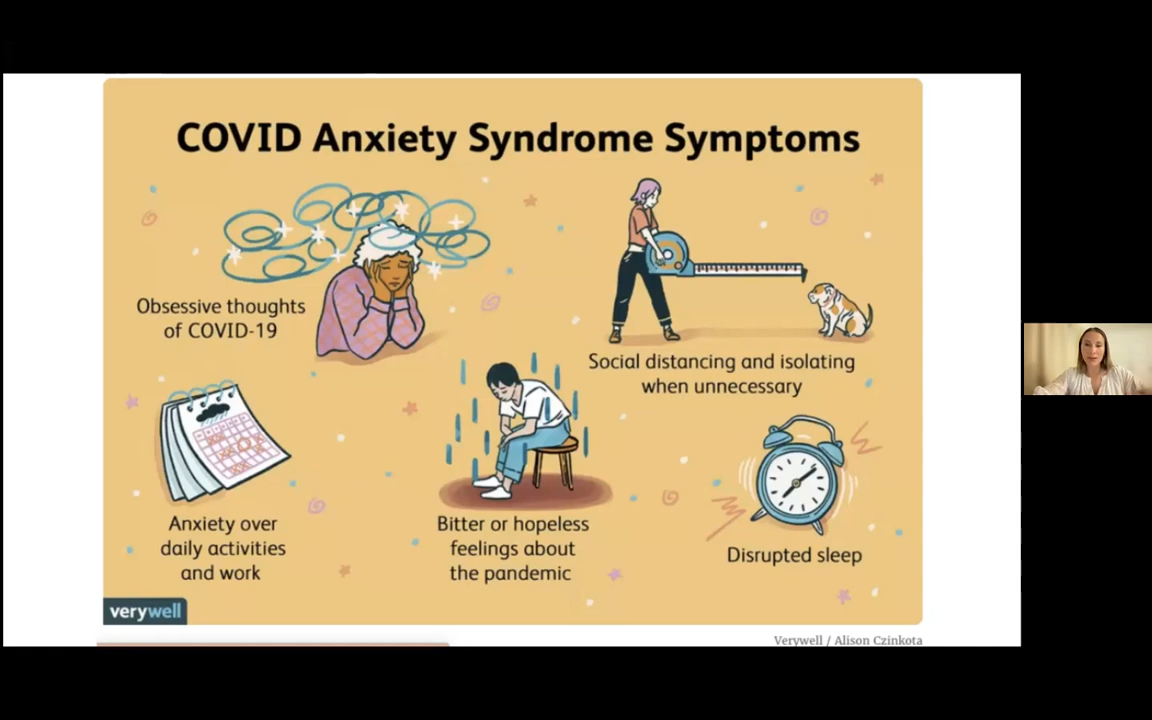 COVID Anxiety Syndrome Symptoms
Obsessive thoughts
of COVID-19
Social distancing and isolating
when unnecessary
Anxiety over
daily activities
and work
Bitter or hopeless
feelings about
the pandemic
Disrupted sleep
verywell
Verywell / Alison Czinkota